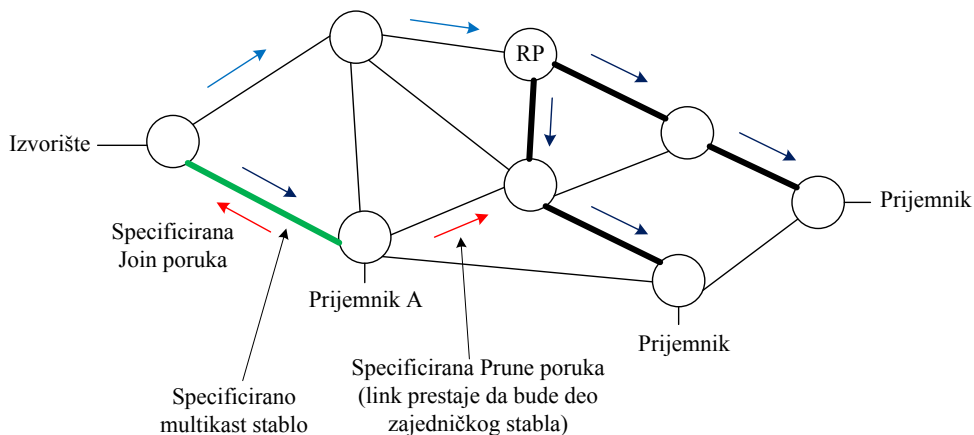 RP
Izvorište
Prijemnik
Specificirana
Join poruka
Prijemnik A
Prijemnik
Specificirano
multikast stablo
Specificirana Prune poruka
(link prestaje da bude deo
zajedničkog stabla)